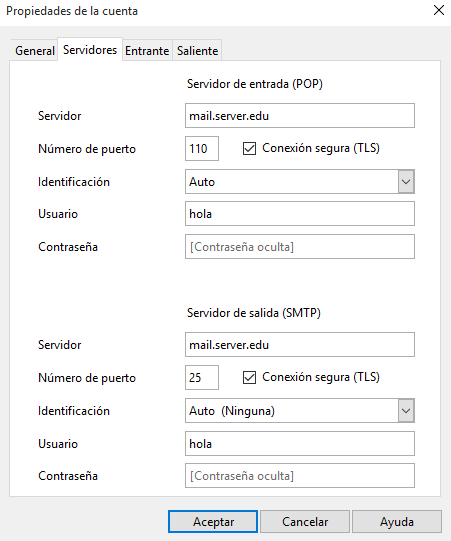 Propiedades de la cuenta
General Servidores Entrante Saliente
Servidor de entrada (POP)
Servidor mail.server.edu
Número de puerto 110 Conexión segura (TLS)
Identificación Auto
Usuario hola
Contraseña [Contraseña oculta]
Servidor de salida (SMTP)
Servidor mail.server.edu
Número de puerto 25 Conexión segura (TLS)
Identificación Auto (Ninguna)
Usuario hola
Contraseña [Contraseña oculta]
Aceptar Cancelar Ayuda